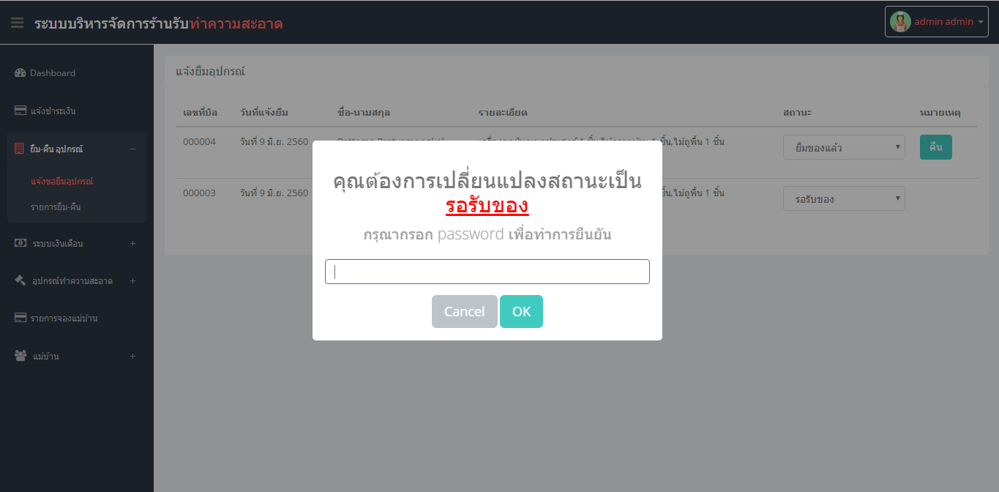 ระบบบริหารจัดการร้านรับทำความสะอาด
admin admin
Dashboard
แจ้งชำระเงิน
ยืม-คืน อุปกรณ์
แจ้งขอยืมอุปกรณ์
รายการยืม-คืน
ระบบเงินเดือน
อุปกรณ์ทำความสะอาด
รายการจองแม่บ้าน
แม่บ้าน
แจ้งยืมอุปกรณ์
เลขที่บิล วันที่แจ้งยืม ชื่อ-นามสกุล รายละเอียด สถานะ หมายเหตุ
000004 วันที่ 9 มิ.ย. 2560 ชิ้น,ไม้ถูพื้น 1 ชิ้น ยืมของแล้ว คืน
000003 วันที่ 9 มิ.ย. 2560 ชิ้น,ไม้ถูพื้น 1 ชิ้น รอรับของ
คุณต้องการเปลี่ยนแปลงสถานะเป็น
รอรับของ
กรุณากรอก password เพื่อทำการยืนยัน
Cancel OK